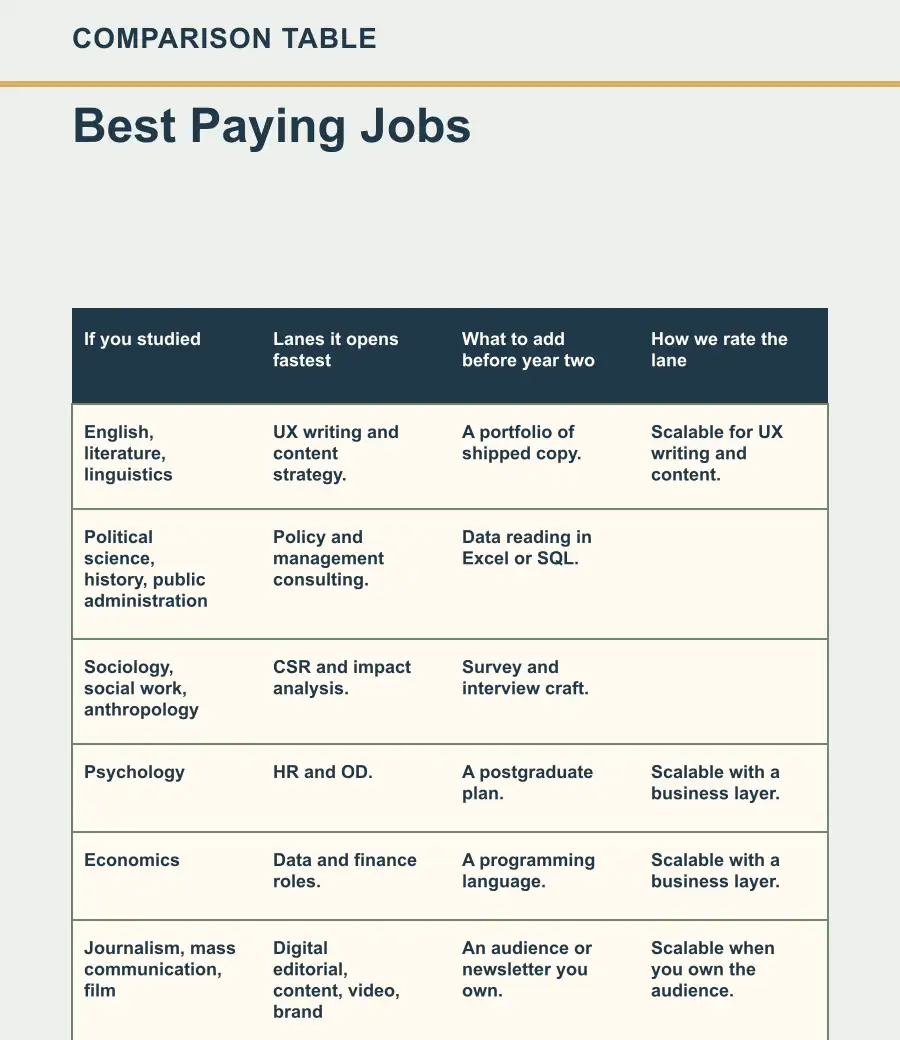 COMPARISON TABLE
Best Paying Jobs
If you studied
Lanes it opens
fastest
What to add
before year two
How we rate the
lane
English,
literature,
linguistics
UX writing and
content
strategy.
A portfolio of
shipped copy.
Scalable for UX
writing and
content.
Political
science,
history, public
administration
Policy and
management
consulting.
Data reading in
Excel or SQL.
Sociology,
social work,
anthropology
CSR and impact
analysis.
Survey and
interview craft.
Psychology
HR and OD.
A postgraduate
plan.
Scalable with a
business layer.
Economics
Data and finance
roles.
A programming
language.
Scalable with a
business layer.
Journalism, mass
communication,
film
Digital
editorial,
content, video,
brand
An audience or
newsletter you
own.
Scalable when
you own the
audience.